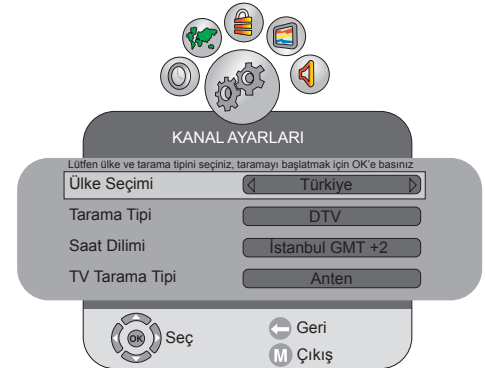 KANAL AYARLARI
Lütfen ülke ve tarama tipini seçiniz, taramayı başlatmak için OK'e basınız
Ülke Seçimi Türkiye
Tarama Tipi DTV
Saat Dilimi İstanbul GMT +2
TV Tarama Tipi Anten
OK Seç
Geri
M Çıkış